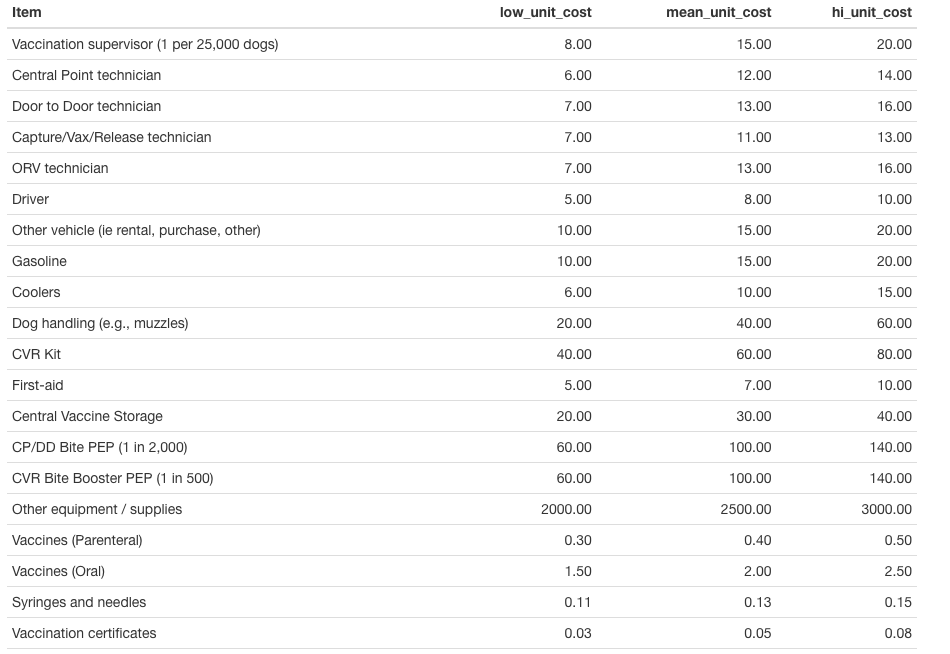 Item low_unit_cost mean_unit_cost hi_unit_cost
Vaccination supervisor (1 per 25,000 dogs) 8.00 15.00 20.00
Central Point technician 6.00 12.00 14.00
Door to Door technician 7.00 13.00 16.00
Capture/Vax/Release technician 7.00 11.00 13.00
ORV technician 7.00 13.00 16.00
Driver 5.00 8.00 10.00
Other vehicle (ie rental, purchase, other) 10.00 15.00 20.00
Gasoline 10.00 15.00 20.00
Coolers 6.00 10.00 15.00
Dog handling (e.g., muzzles) 20.00 40.00 60.00
CVR Kit 40.00 60.00 80.00
First-aid 5.00 7.00 10.00
Central Vaccine Storage 20.00 30.00 40.00
CP/DD Bite PEP (1 in 2,000) 60.00 100.00 140.00
CVR Bite Booster PEP (1 in 500) 60.00 100.00 140.00
Other equipment / supplies 2000.00 2500.00 3000.00
Vaccines (Parenteral) 0.30 0.40 0.50
Vaccines (Oral) 1.50 2.00 2.50
Syringes and needles 0.11 0.13 0.15
Vaccination certificates 0.03 0.05 0.08